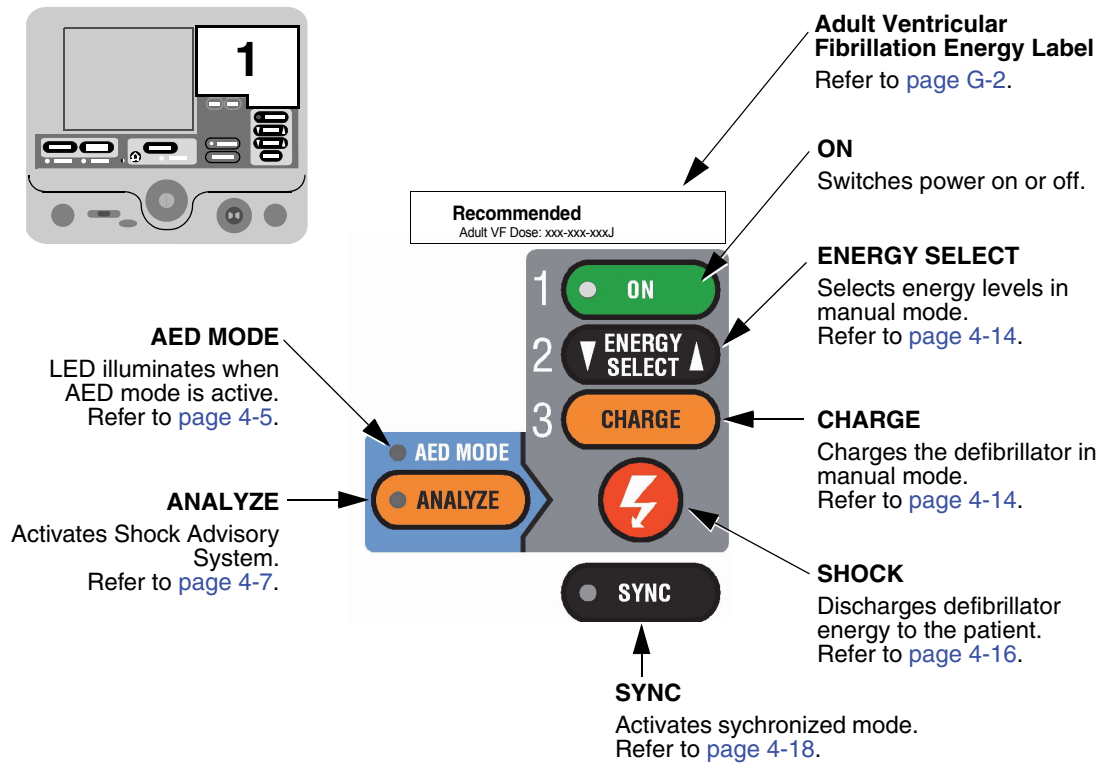 1
Adult Ventricular
Fibrillation Energy Label
Refer to page G-2.
ON
Switches power on or off.
ENERGY SELECT
Selects energy levels in
manual mode.
Refer to page 4-14.
CHARGE
Charges the defibrillator in
manual mode.
Refer to page 4-14.
SHOCK
Discharges defibrillator
energy to the patient.
Refer to page 4-16.
SYNC
Activates sychronized mode.
Refer to page 4-18.
AED MODE
LED illuminates when
AED mode is active.
Refer to page 4-5.
ANALYZE
Activates Shock Advisory
System.
Refer to page 4-7.
Recommended
Adult VF Dose: xxx-xxx-xxxJ
1 ON
2 ENERGY
SELECT
3 CHARGE
AED MODE
ANALYZE
SYNC